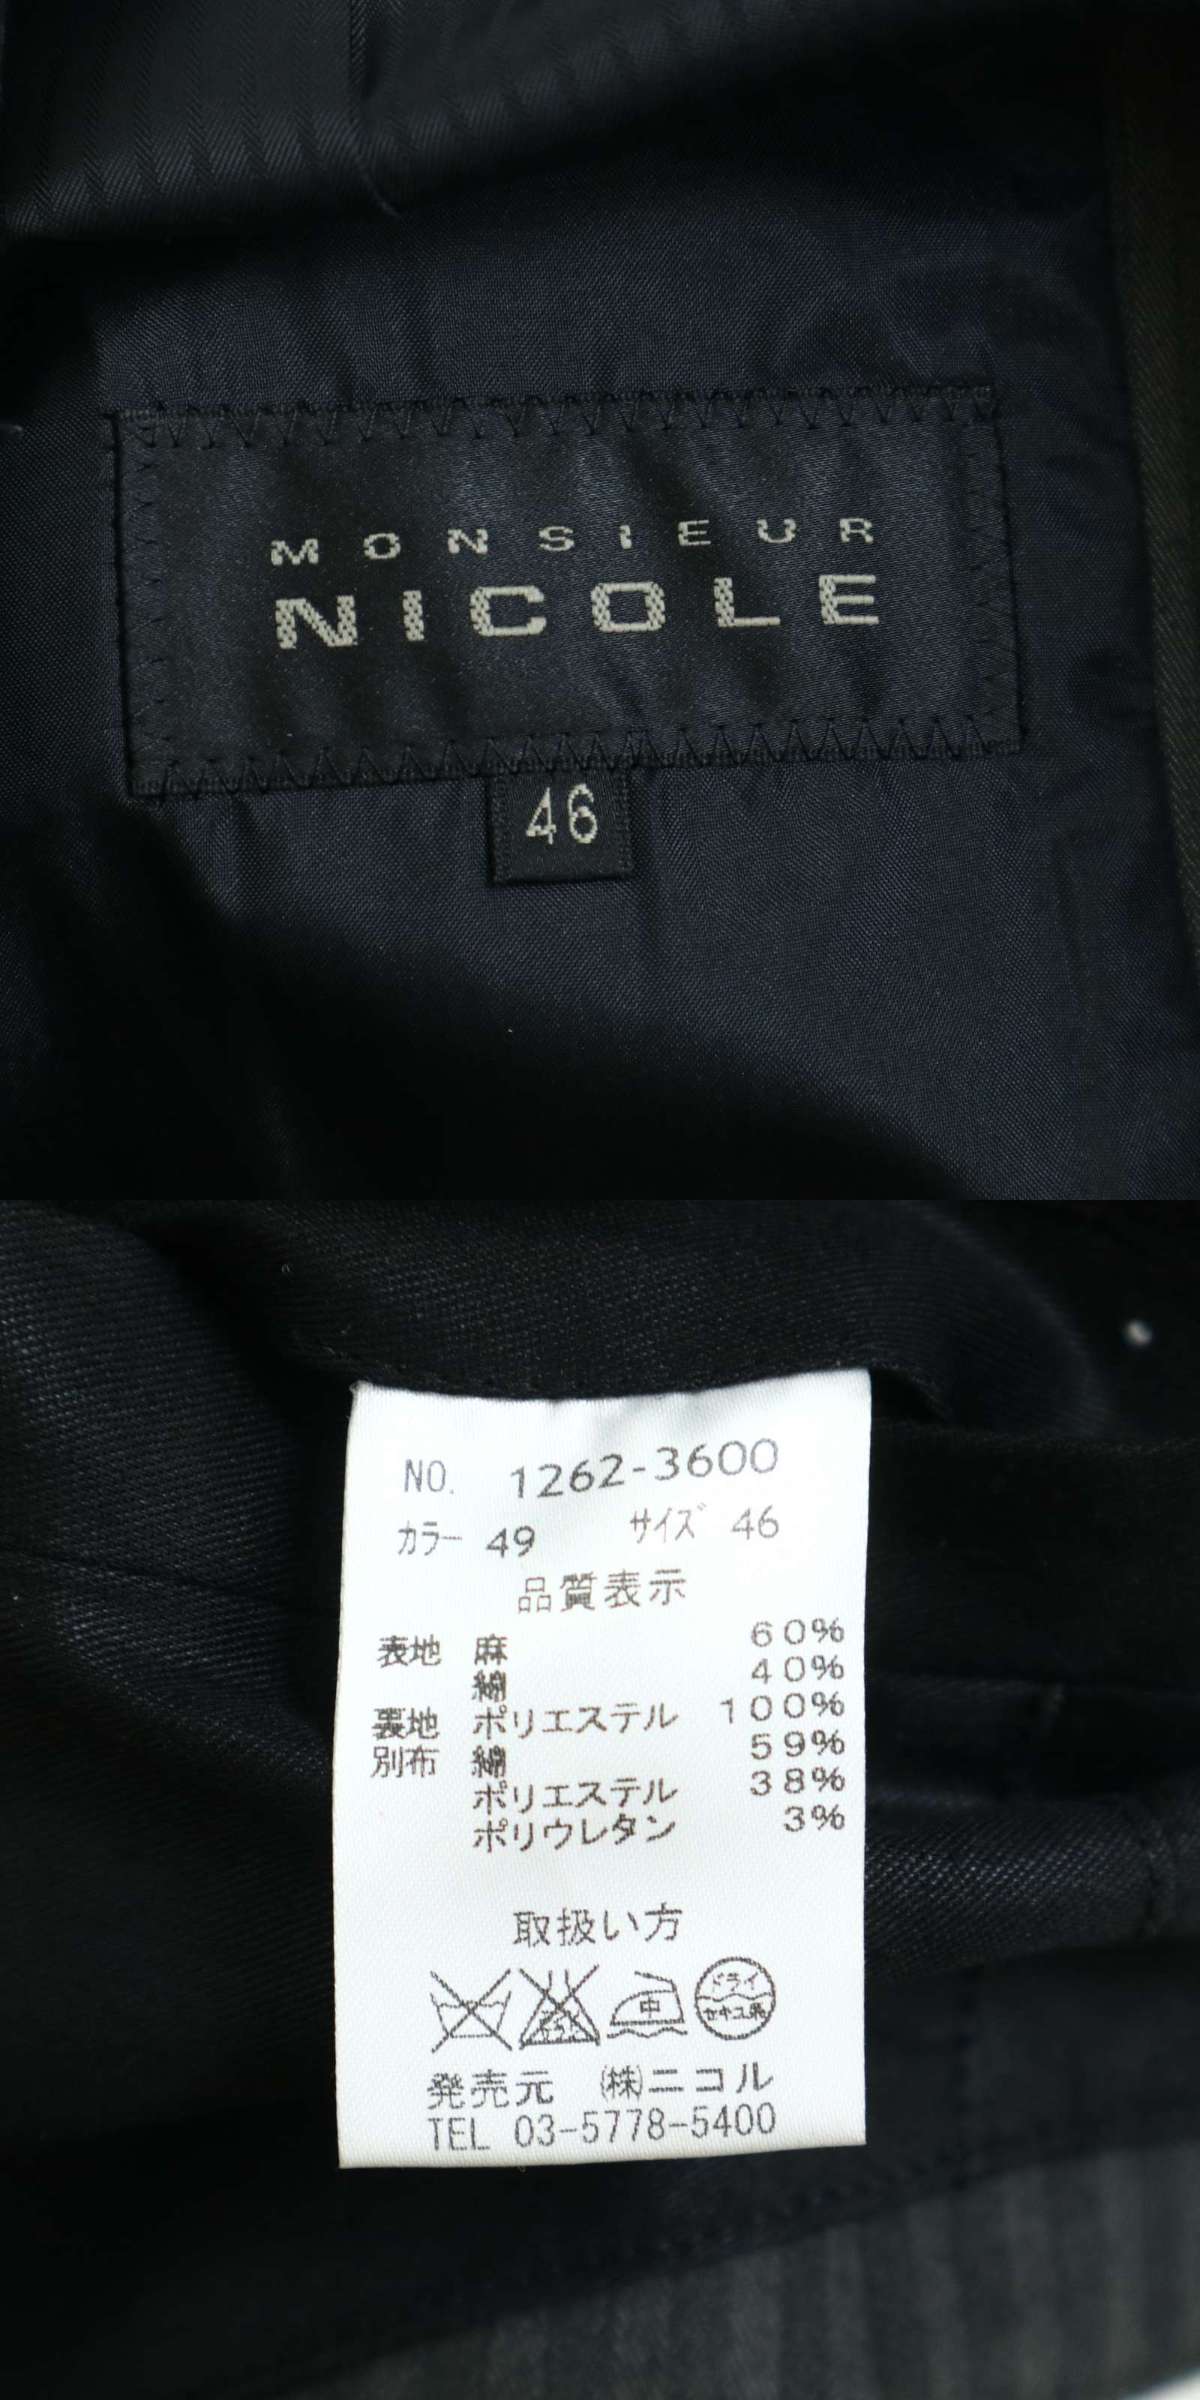 MONSIEUR
NICOLE
46
NO. 1262-3600
カラー 49 サイズ 46
品質表示
表地 麻 60%
綿 40%
裏地 ポリエステル 100%
別布 綿 59%
ポリエステル 38%
ポリウレタン 3%
取扱い方
中 ドライ
セキユ系
発売元 ㈱ニコル
TEL 03-5778-5400